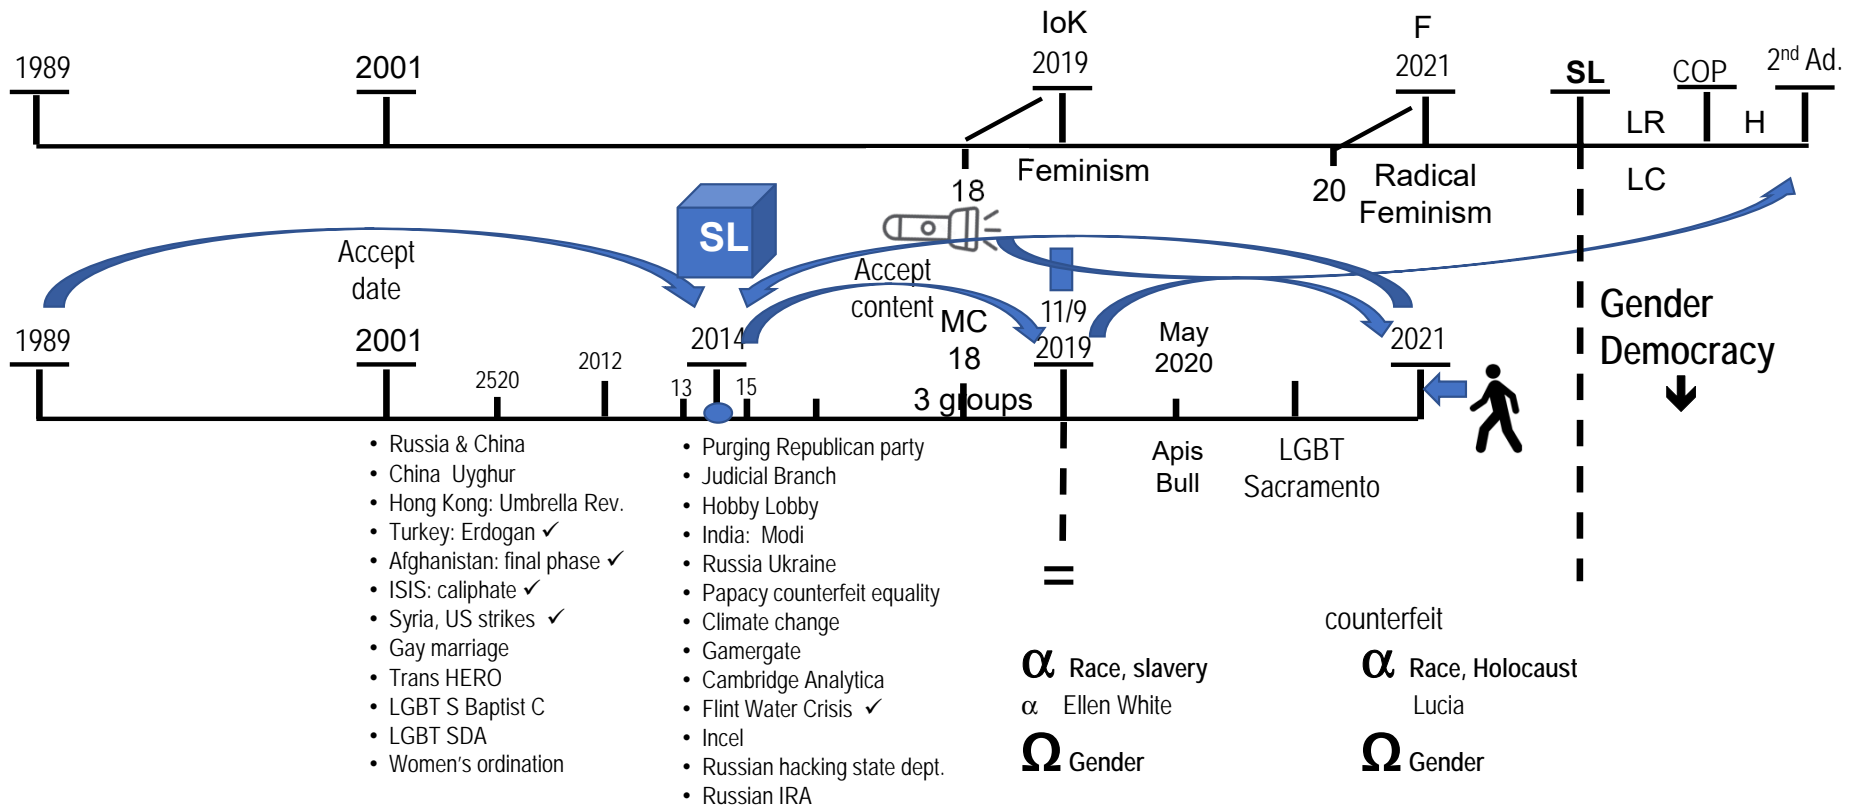 IoK
F
1989
2001
2019
2021
SL
COP
2nd Ad.
LR
H
18
Feminism
20
Radical
Feminism
LC
SL
Accept
date
Accept
content
MC
18
3 groups
11/9
1989
2001
2520
2012
13
2014
15
2019
May
2020
2021
Gender
Democracy
Apis
Bull
LGBT
Sacramento
• Russia & China
• China Uyghur
• Hong Kong: Umbrella Rev.
• Turkey: Erdogan ✓
• Afghanistan: final phase ✓
• ISIS: caliphate ✓
• Syria, US strikes ✓
• Gay marriage
• Trans HERO
• LGBT S Baptist C
• LGBT SDA
• Women's ordination
• Purging Republican party
• Judicial Branch
• Hobby Lobby
• India: Modi
• Russia Ukraine
• Papacy counterfeit equality
• Climate change
• Gamergate
• Cambridge Analytica
• Flint Water Crisis ✓
• Incel
• Russian hacking state dept.
• Russian IRA
=
α Race, slavery
α Ellen White
Ω Gender
counterfeit
α Race, Holocaust
Lucia
Ω Gender